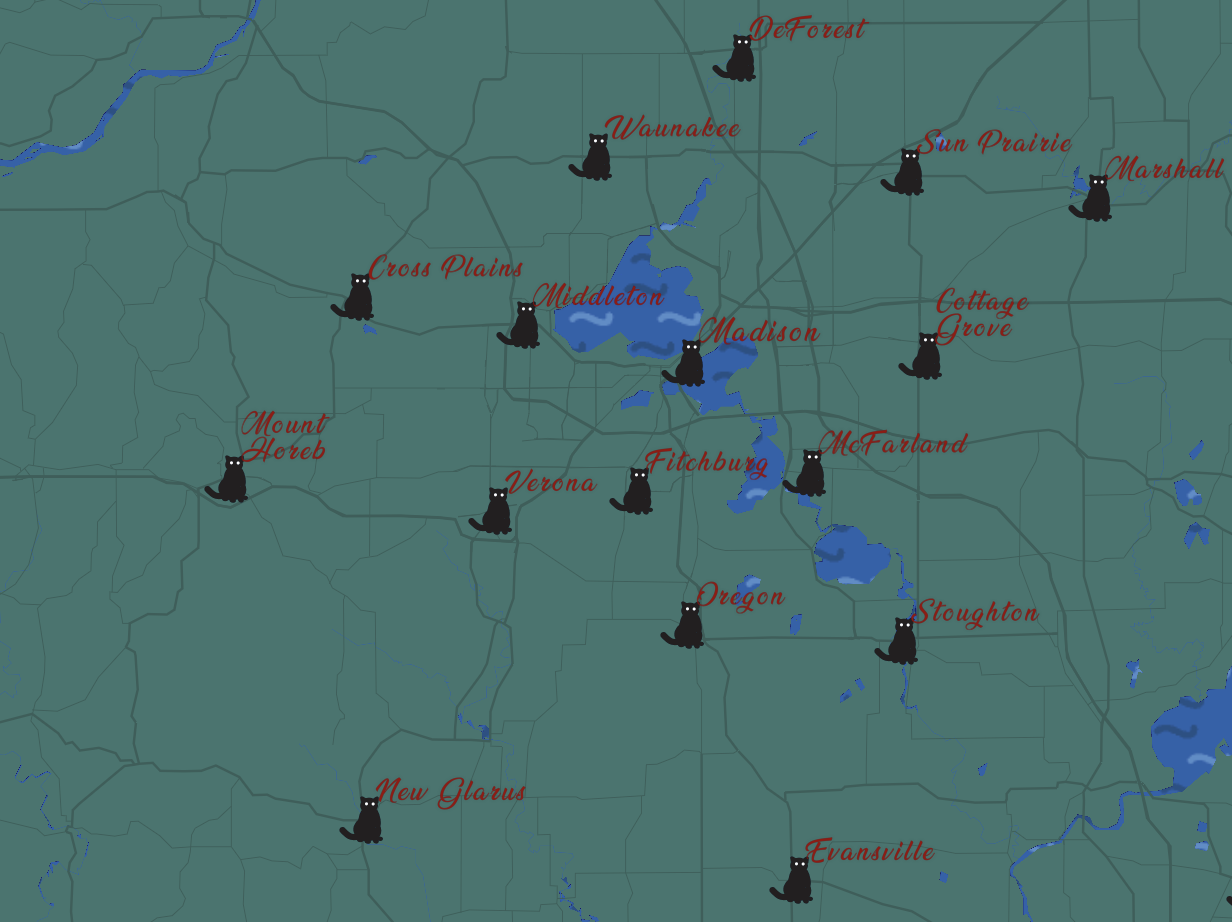 DeForest
Waunakee
Sun Prairie
Marshall
Cross Plains
Middleton
Cottage
Grove
Madison
Mount
Horeb
McFarland
Fitchburg
Verona
Oregon
Stoughton
New Glarus
Evansville